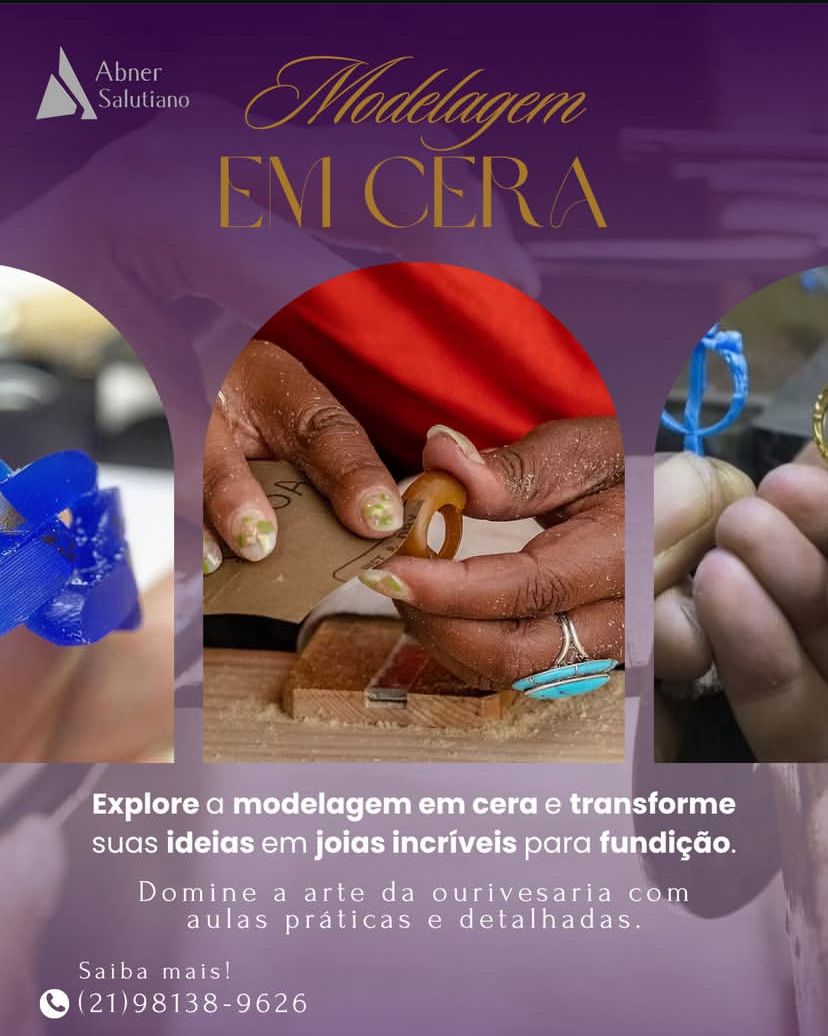 Abner
Salutiano
Modelagem
EM CERA
Explore a modelagem em cera e transforme
suas ideias em joias incríveis para fundição.
Domine a arte da ourivesaria com
aulas práticas e detalhadas.
Saiba mais!
(21)98138-9626